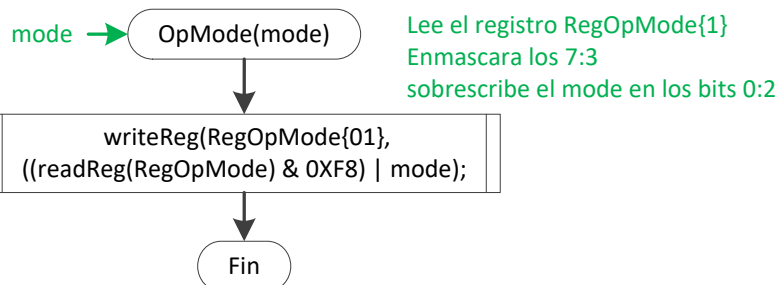 mode
OpMode(mode)
Lee el registro RegOpMode{1}
Enmascara los 7:3
sobrescribe el mode en los bits 0:2
writeReg(RegOpMode{01},
((readReg(RegOpMode) & 0XF8) | mode);
Fin